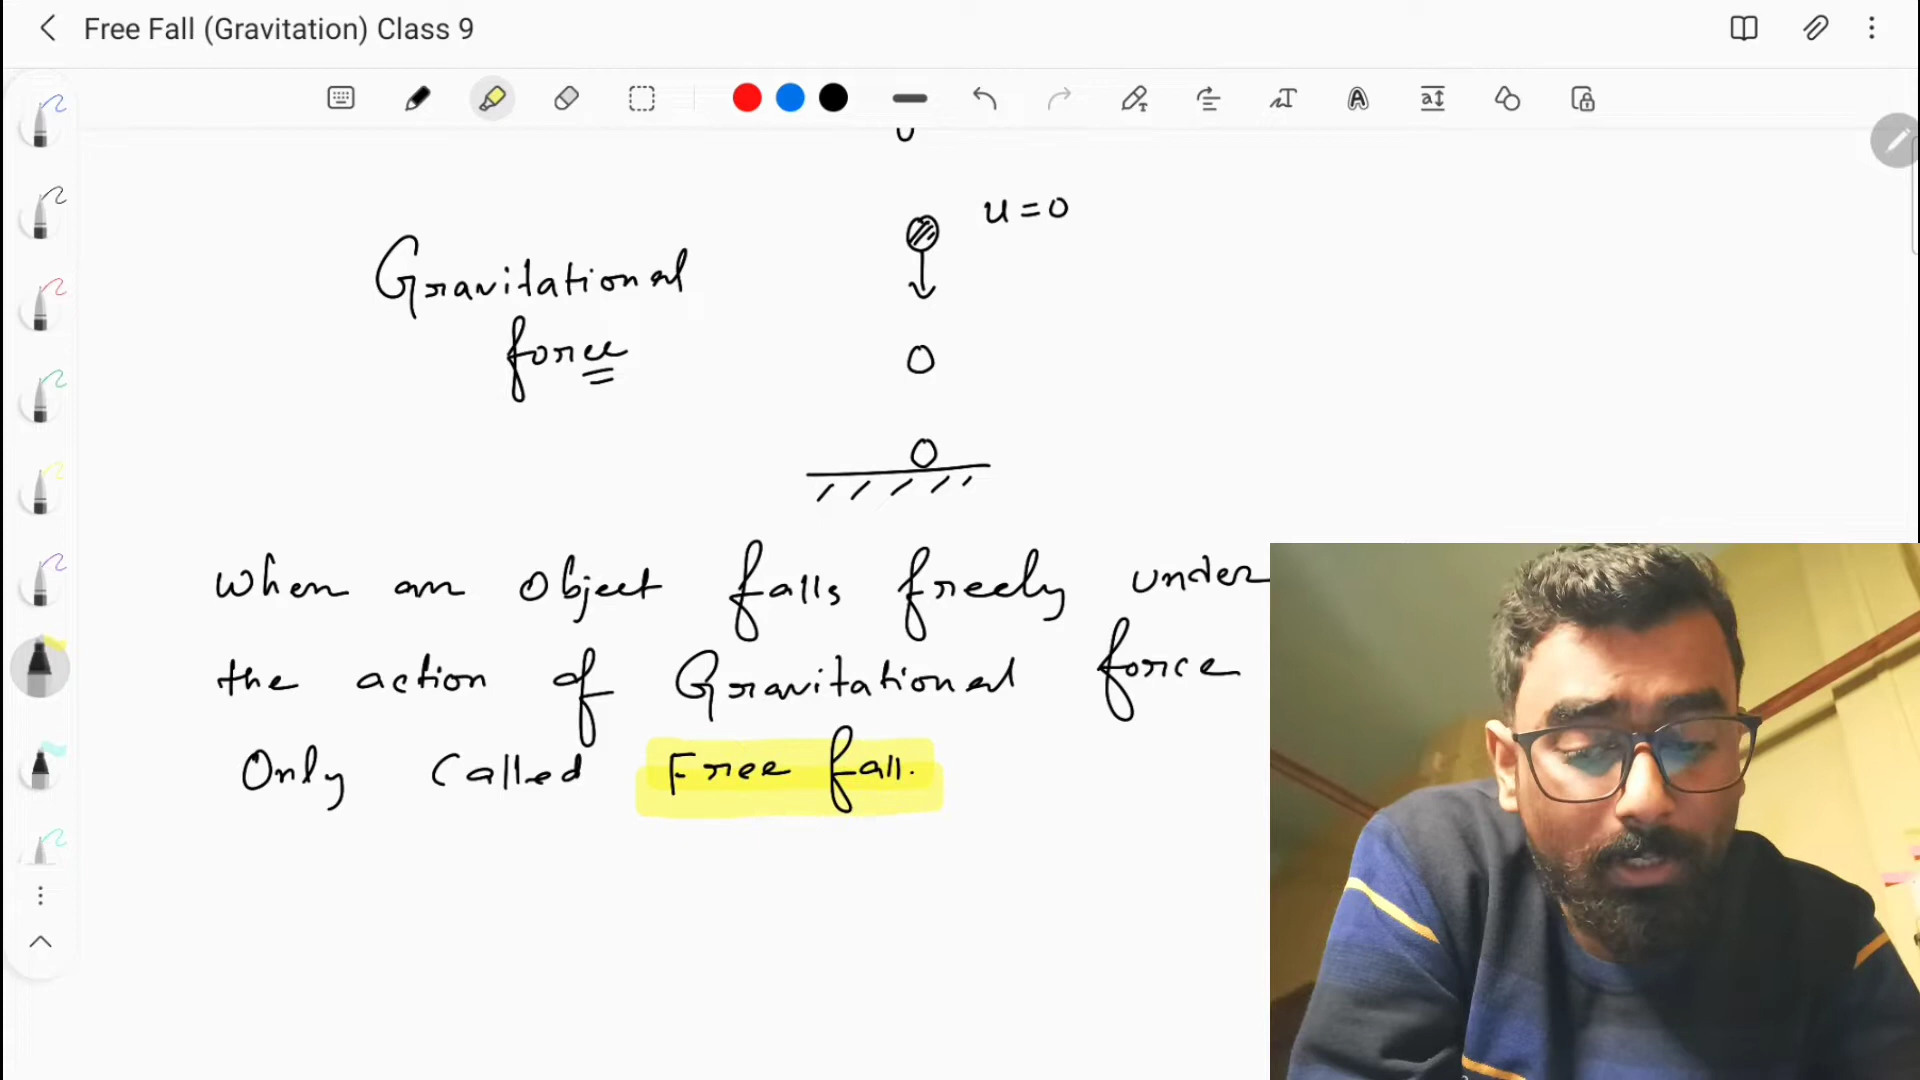 Free Fall (Gravitation) Class 9
u = 0
Gravitational
force
When an Object falls freely under
the action of Gravitational force
Only Called Free fall.